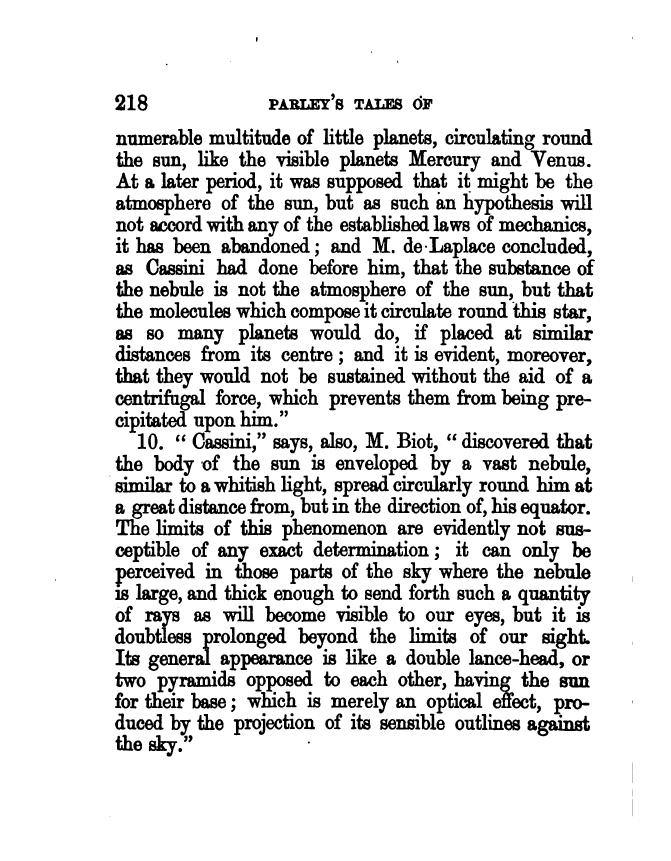 218 PARLEY'S TALES OF
numerable multitude of little planets, circulating round
the sun, like the visible planets Mercury and Venus.
At a later period, it was supposed that it might be the
atmosphere of the sun, but as such an hypothesis will
not accord with any of the established laws of mechanics,
it has been abandoned; and M. de Laplace concluded,
as Cassini had done before him, that the substance of
the nebule is not the atmosphere of the sun, but that
the molecules which compose it circulate round this star,
as so many planets would do, if placed at similar
distances from its centre; and it is evident, moreover,
that they would not be sustained without the aid of a
centrifugal force, which prevents them from being pre-
cipitated upon him."
10. "Cassini," says, also, M. Biot, "discovered that
the body of the sun is enveloped by a vast nebule,
similar to a whitish light, spread circularly round him at
a great distance from, but in the direction of, his equator.
The limits of this phenomenon are evidently not sus-
ceptible of any exact determination; it can only be
perceived in those parts of the sky where the nebule
is large, and thick enough to send forth such a quantity
of rays as will become visible to our eyes, but it is
doubtless prolonged beyond the limits of our sight.
Its general appearance is like a double lance-head, or
two pyramids opposed to each other, having the sun
for their base; which is merely an optical effect, pro-
duced by the projection of its sensible outlines against
the sky."